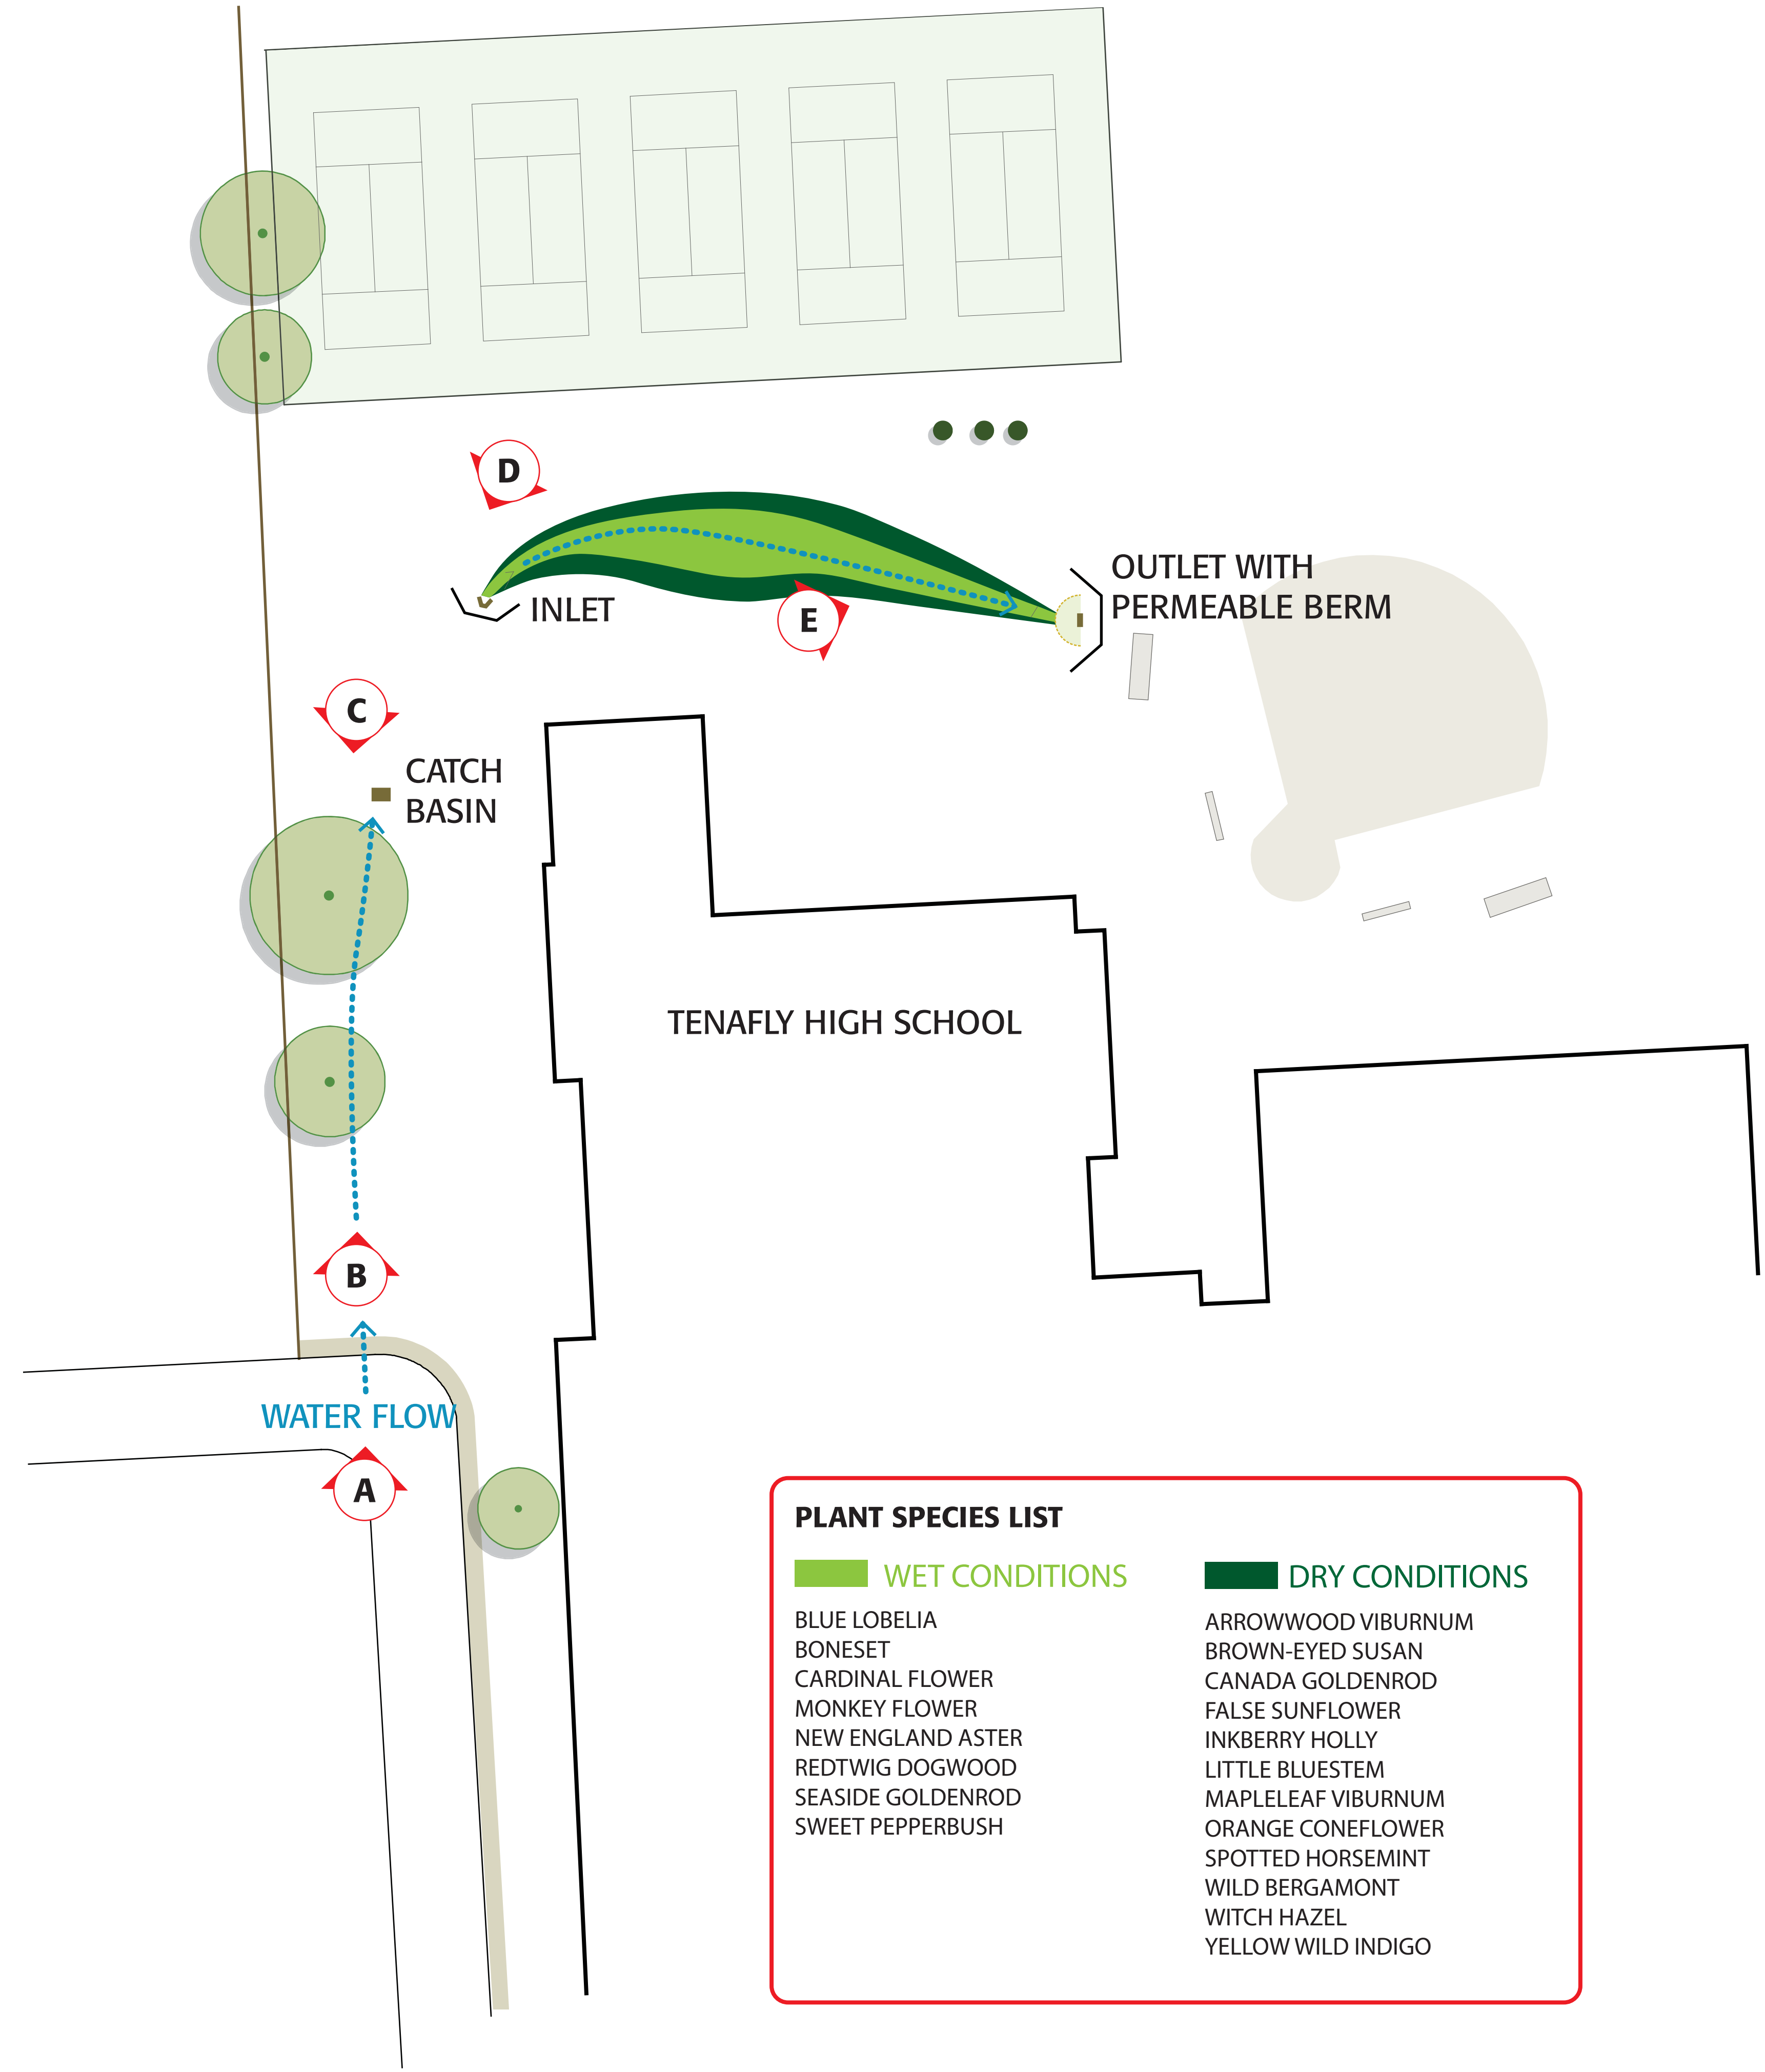 D
OUTLET WITH
PERMEABLE BERM
INLET
E
C
CATCH
BASIN
TENAFLY HIGH SCHOOL
B
WATER FLOW
A
PLANT SPECIES LIST
WET CONDITIONS
BLUE LOBELIA
BONESET
CARDINAL FLOWER
MONKEY FLOWER
NEW ENGLAND ASTER
REDTWIG DOGWOOD
SEASIDE GOLDENROD
SWEET PEPPERBUSH
DRY CONDITIONS
ARROWWOOD VIBURNUM
BROWN-EYED SUSAN
CANADA GOLDENROD
FALSE SUNFLOWER
INKBERRY HOLLY
LITTLE BLUESTEM
MAPLELEAF VIBURNUM
ORANGE CONEFLOWER
SPOTTED HORSEMINT
WILD BERGAMONT
WITCH HAZEL
YELLOW WILD INDIGO